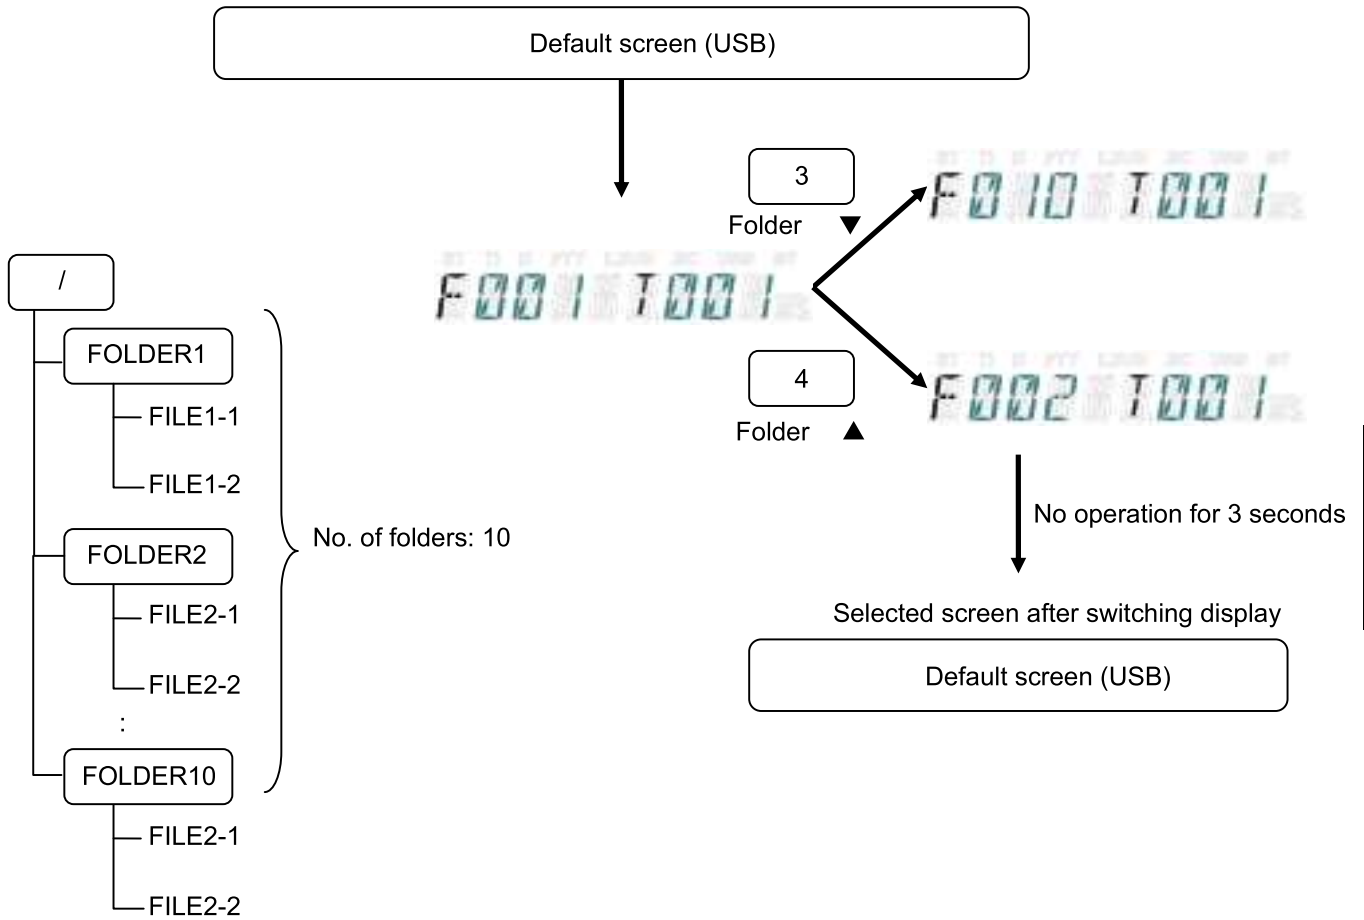 Default screen (USB)
3
Folder ▼
F010 T001
F001 T001
4
Folder ▲
F002 T001
No operation for 3 seconds
Selected screen after switching display
Default screen (USB)
/
FOLDER1
FILE1-1
FILE1-2
FOLDER2
FILE2-1
FILE2-2
:
FOLDER10
FILE2-1
FILE2-2
No. of folders: 10